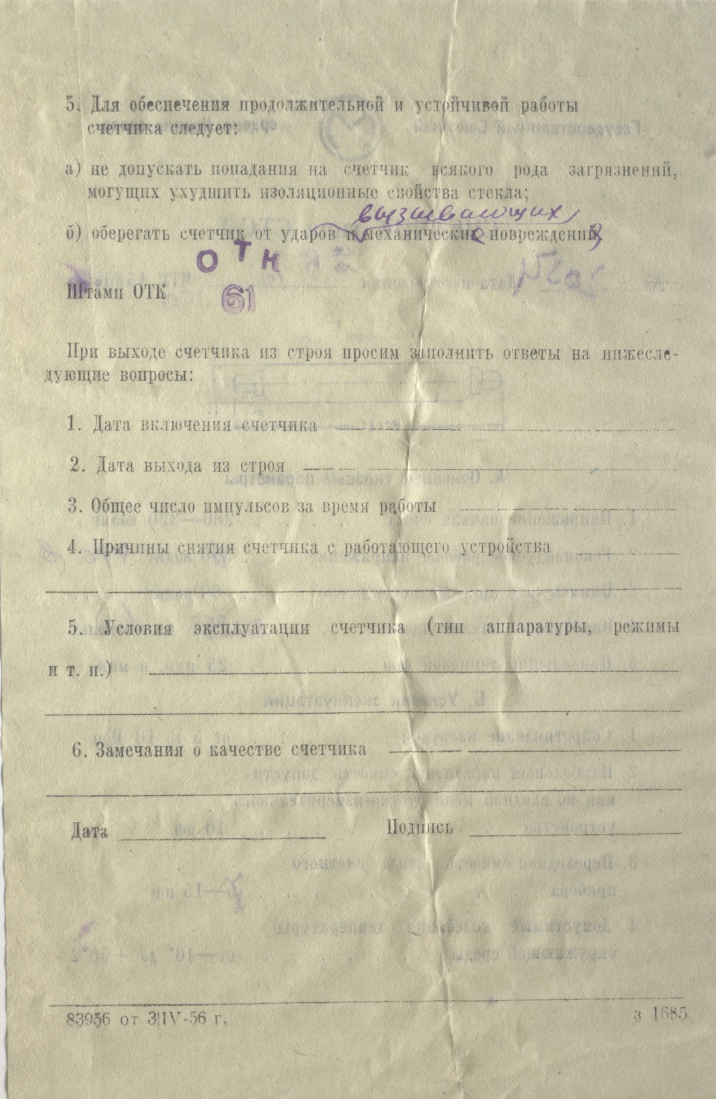 5. Для обеспечения продолжительной и устойчивой работы
счетчика следует:
а) не допускать попадания на счетчик всякого рода загрязнений,
могущих ухудшить изоляционные свойства стекла;
вызывающих
б) оберегать счетчик от ударов и механических повреждений,
ОТК
Штамп ОТК 61
При выходе счетчика из строя просим заполнить ответы на нижесле-
дующие вопросы:
1. Дата включения счетчика
2. Дата выхода из строя
3. Общее число импульсов за время работы
4. Причины снятия счетчика с работающего устройства
5. Условия эксплуатации счетчика (тип аппаратуры, режимы
и т. п.)
6. Замечания о качестве счетчика
Дата Подпись
83956 от 3/IV-56 г. з 1685